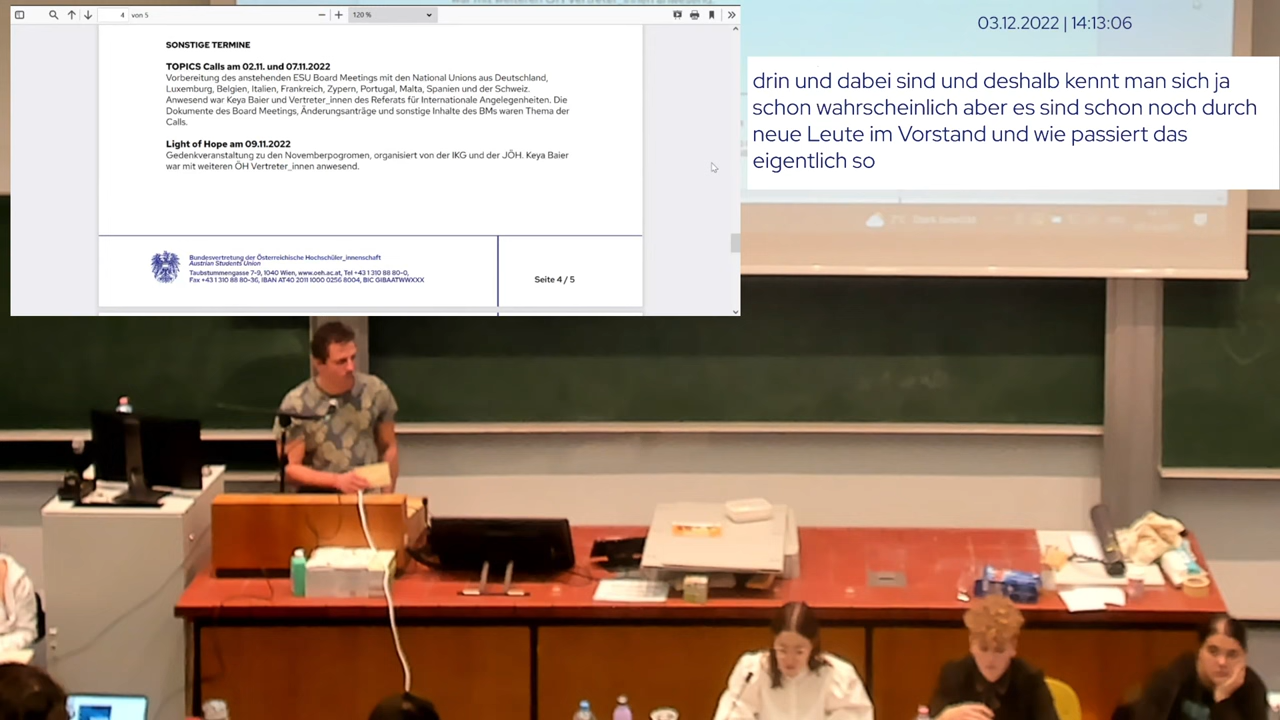 4 von 5
120 %
03.12.2022 | 14:13:06
SONSTIGE TERMINE
TOPICS Calls am 02.11. und 07.11.2022
Vorbereitung des anstehenden ESU Board Meetings mit den National Unions aus Deutschland,
Luxemburg, Belgien, Italien, Frankreich, Zypern, Portugal, Malta, Spanien und der Schweiz.
Anwesend war Keya Baier und Vertreter_innen des Referats für Internationale Angelegenheiten. Die
Dokumente des Board Meetings, Änderungsanträge und sonstige Inhalte des BMs waren Thema der
Calls.
Light of Hope am 09.11.2022
Gedenkveranstaltung zu den Novemberpogromen, organisiert von der IKG und der JÖH. Keya Baier
war mit weiteren ÖH Vertreter_innen anwesend.
Bundesvertretung der Österreichische Hochschüler_innenschaft
Austrian Students Union
Taubstummengasse 7-9, 1040 Wien, www.oeh.ac.at, Tel +43 1 310 88 80-0,
Fax +43 1 310 88 80-36, IBAN AT40 2011 1000 0256 8004, BIC GIBAATWWXXX
Seite 4 / 5
drin und dabei sind und deshalb kennt man sich ja
schon wahrscheinlich aber es sind schon noch durch
neue Leute im Vorstand und wie passiert das
eigentlich so